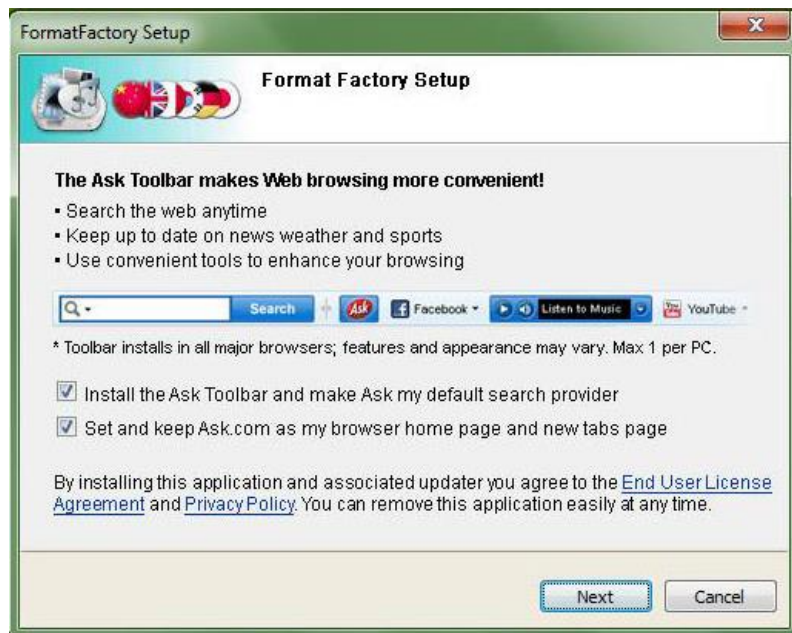 FormatFactory Setup
Format Factory Setup
The Ask Toolbar makes Web browsing more convenient!
▪ Search the web anytime
▪ Keep up to date on news weather and sports
▪ Use convenient tools to enhance your browsing
Search Ask Facebook Listen to Music You Tube YouTube
* Toolbar installs in all major browsers; features and appearance may vary. Max 1 per PC.
Install the Ask Toolbar and make Ask my default search provider
Set and keep Ask.com as my browser home page and new tabs page
By installing this application and associated updater you agree to the End User License
Agreement and Privacy Policy. You can remove this application easily at any time.
Next Cancel